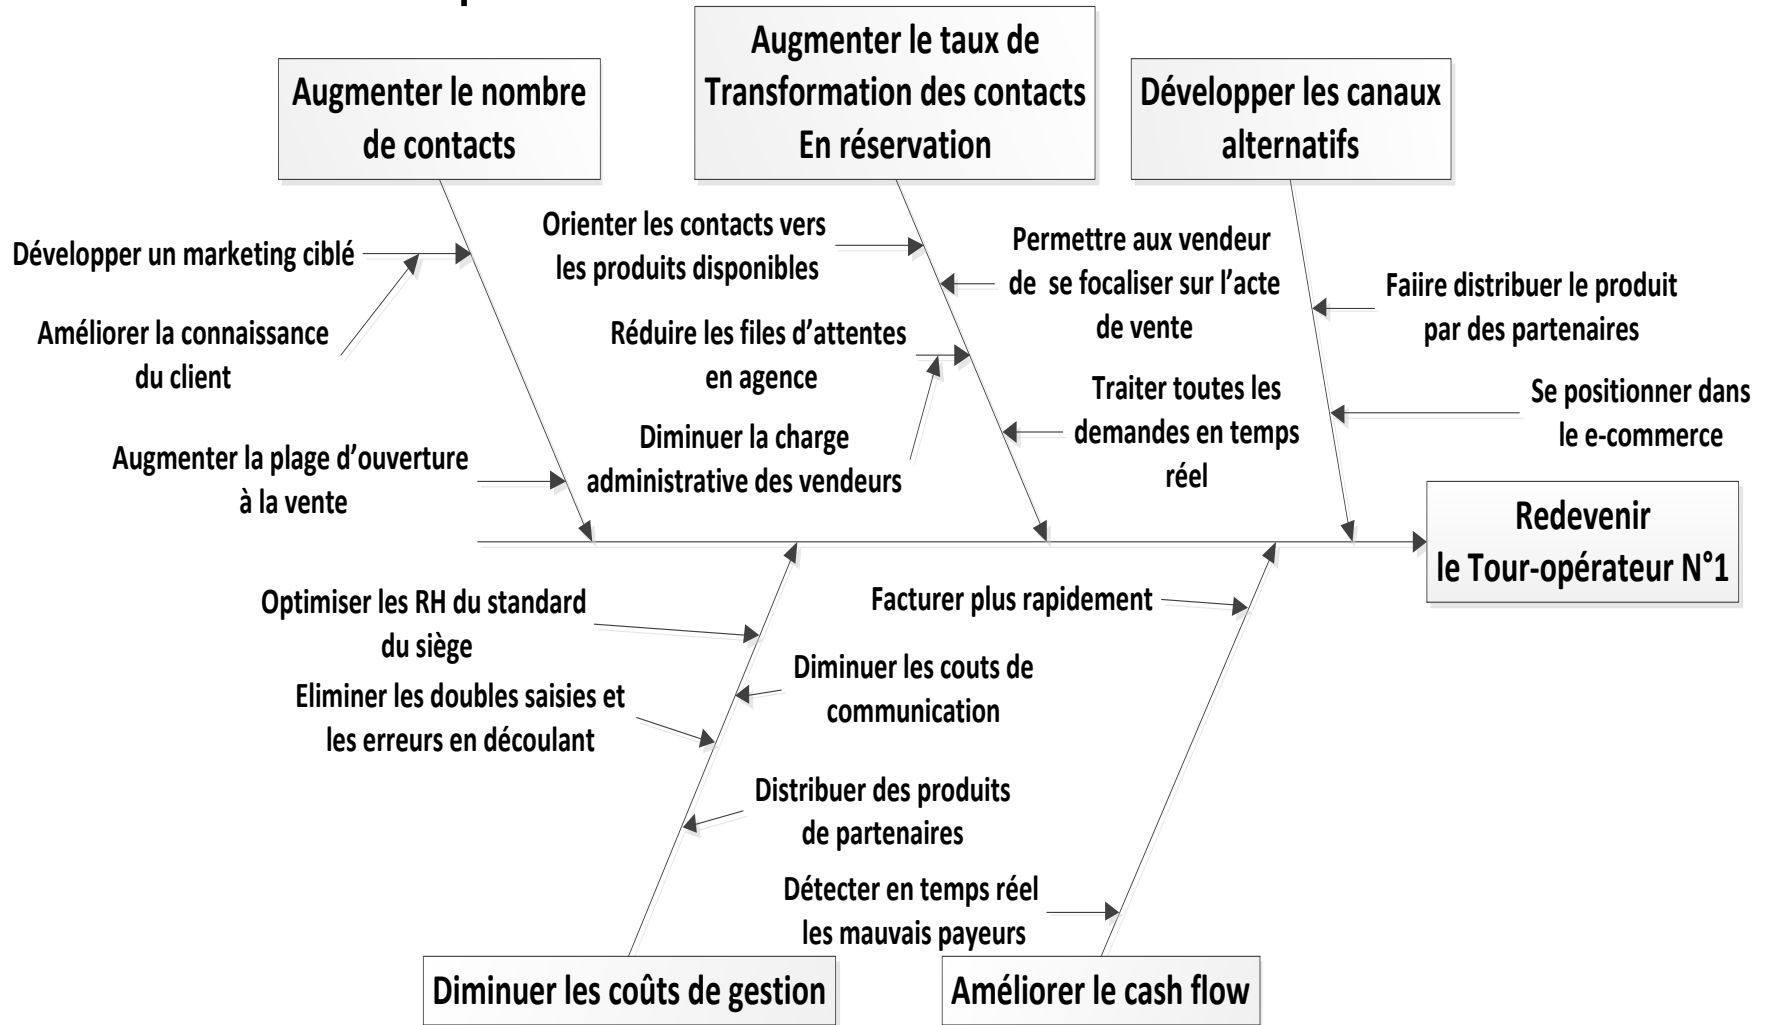 Augmenter le nombre
de contacts
Augmenter le taux de
Transformation des contacts
En réservation
Développer les canaux
alternatifs
Développer un marketing ciblé
Améliorer la connaissance
du client
Augmenter la plage d’ouverture
à la vente
Orienter les contacts vers
les produits disponibles
Réduire les files d’attentes
en agence
Diminuer la charge
administrative des vendeurs
Permettre aux vendeur
de se focaliser sur l’acte
de vente
Traiter toutes les
demandes en temps
réel
Faiire distribuer le produit
par des partenaires
Se positionner dans
le e-commerce
Redevenir
le Tour-opérateur N°1
Optimiser les RH du standard
du siège
Eliminer les doubles saisies et
les erreurs en découlant
Diminuer les couts de
communication
Distribuer des produits
de partenaires
Facturer plus rapidement
Détecter en temps réel
les mauvais payeurs
Diminuer les coûts de gestion
Améliorer le cash flow